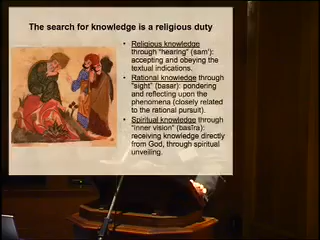 The search for knowledge is a religious duty
• Religious knowledge
through "hearing" (sam'):
accepting and obeying the
textual indications.
• Rational knowledge through
"sight" (basar): pondering
and reflecting upon the
phenomena (closely related
to the rational pursuit).
• Spiritual knowledge through
"inner vision" (basīra):
receiving knowledge directly
from God, through spiritual
unveiling.